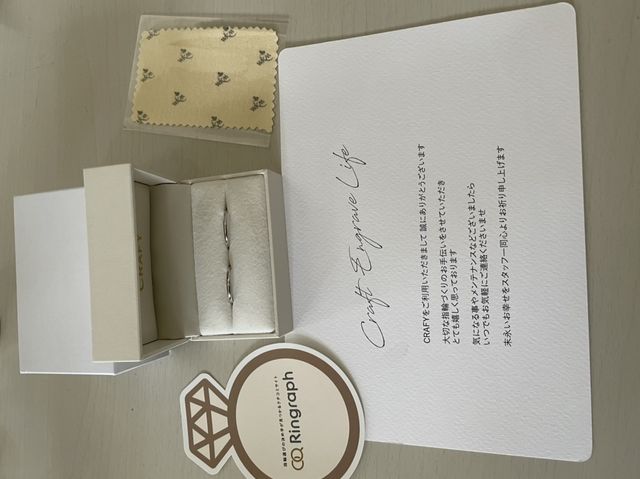 Craft Engrave Life
CRAFYをご利用いただきまして 誠にありがとうございます
大切な指輪づくりのお手伝いをさせていただき
とても嬉しく思っております
気になる事やメンテナンスなどございましたら
いつでもお気軽にご連絡くださいませ
末永いお幸せをスタッフ一同心よりお祈り申し上げます
CRAFY
Ringraph